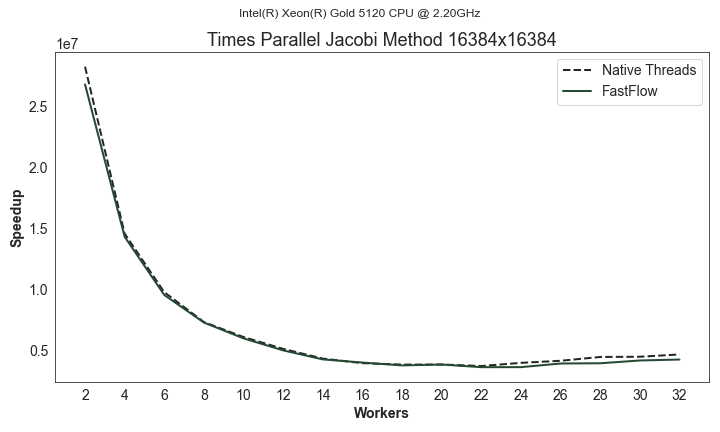 Intel(R) Xeon(R) Gold 5120 CPU @ 2.20GHz
Times Parallel Jacobi Method 16384x16384
1e7
Native Threads
FastFlow
2.5
2.0
1.5
1.0
0.5
Speedup
2 4 6 8 10 12 14 16 18 20 22 24 26 28 30 32
Workers